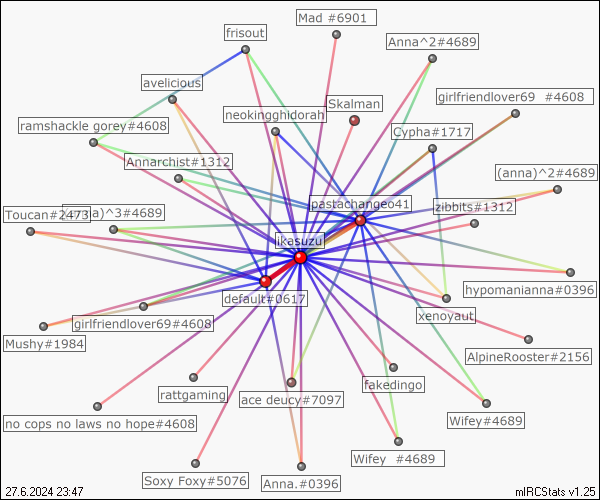 Mad #6901
frisout
Anna^2#4689
avelicious
girlfriendlover69  #4608
Skalman
neokingghidorah
ramshackle gorey#4608
Cypha#1717
Amarchist#1312
(anna)^2#4689
pastachangeo41
zibbits#1312
Toucan#2473
a)^3#4689
ikasuzu
hypomanianna#0396
default#0617
xenoyaut
girlfriendlover69#4608
Mushy#1984
AlpineRooster#2156
fakedingo
rattgaming
ace deucy#7097
no cops no laws no hope#4608
Wifey#4689
Wifey  #4689
Soxy Foxy#5076
Anna.#0396
27.6.2024 23:47
mIRCStats v1.25